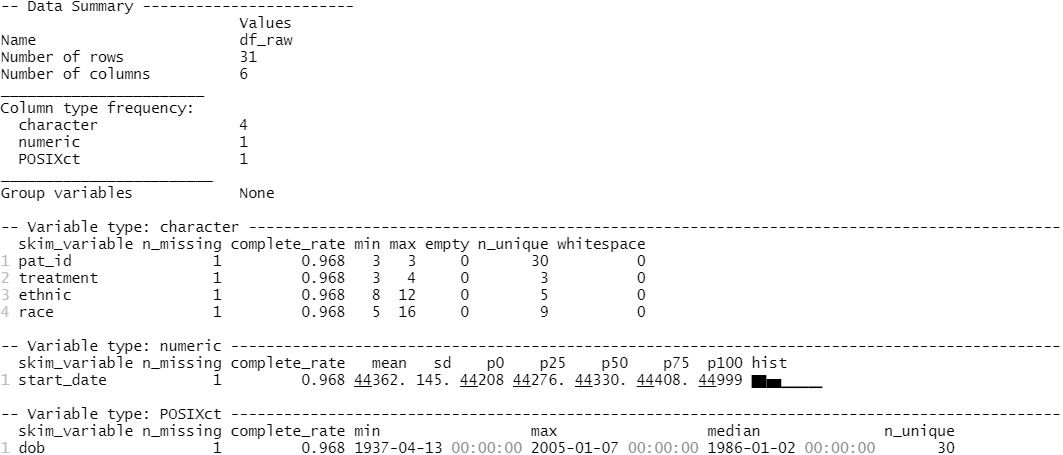 -- Data Summary ------------------------
                           Values
Name                       df_raw
Number of rows             31
Number of columns          6
_______________________
Column type frequency:
  character                4
  numeric                  1
  POSIXct                  1
________________________
Group variables            None

-- Variable type: character --------------------------------------------------------------------------------------------
  skim_variable n_missing complete_rate min max empty n_unique whitespace
1 pat_id                1         0.968   3   3     0       30          0
2 treatment             1         0.968   3   4     0        3          0
3 ethnic                1         0.968   8  12     0        5          0
4 race                  1         0.968   5  16     0        9          0

-- Variable type: numeric ----------------------------------------------------------------------------------------------
  skim_variable n_missing complete_rate   mean   sd    p0    p25    p50    p75  p100 hist
1 start_date            1         0.968 44362. 145. 44208 44276. 44330. 44408. 44999

-- Variable type: POSIXct ----------------------------------------------------------------------------------------------
  skim_variable n_missing complete_rate min                 max                 median              n_unique
1 dob                   1         0.968 1937-04-13 00:00:00 2005-01-07 00:00:00 1986-01-02 00:00:00       30